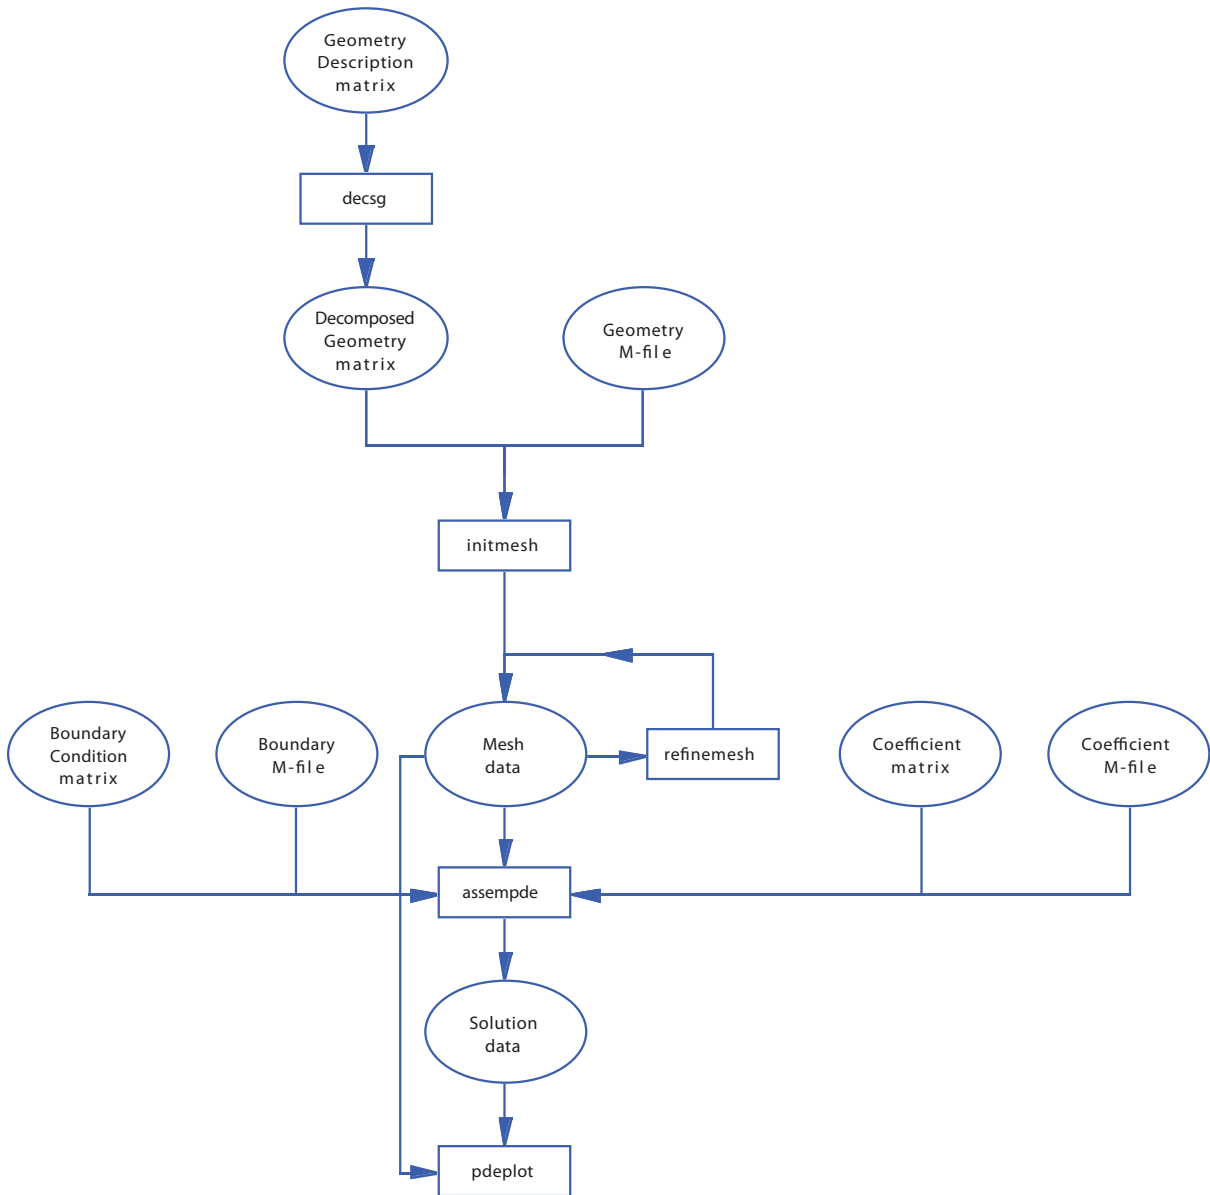 Geometry
Description
matrix
decsg
Decomposed
Geometry
matrix
Geometry
M-file
initmesh
Boundary
Condition
matrix
Boundary
M-file
Mesh
data
refinemesh
Coefficient
matrix
Coefficient
M-file
assempde
Solution
data
pdeplot